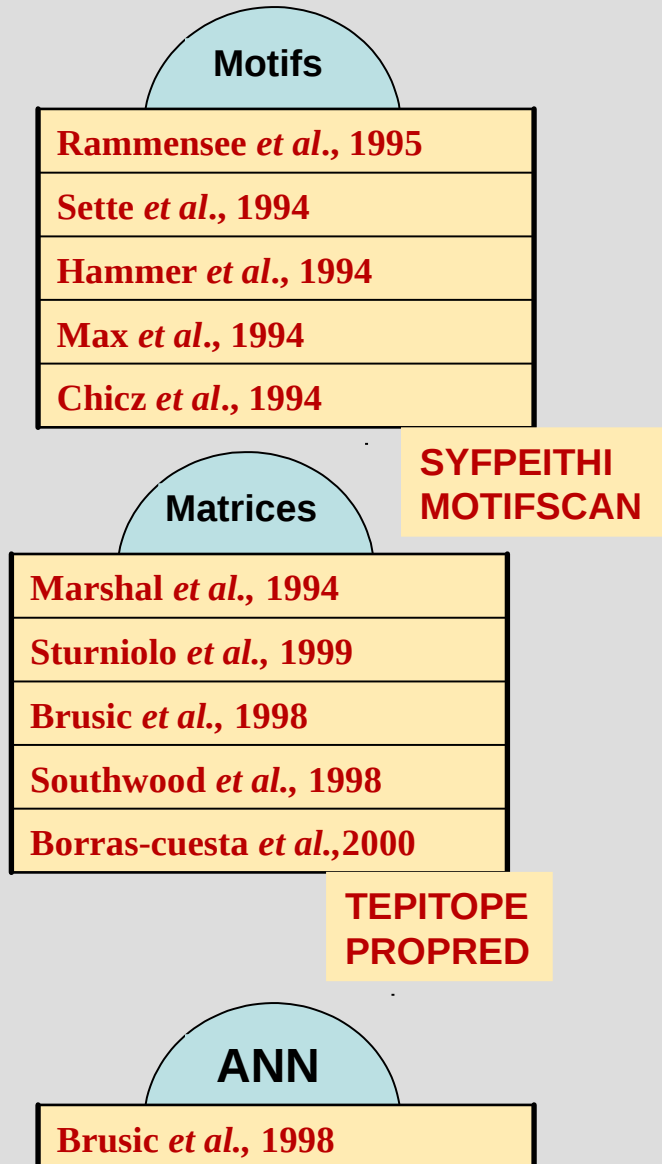 Motifs
Rammensee et al., 1995
Sette et al., 1994
Hammer et al., 1994
Max et al., 1994
Chicz et al., 1994
SYFPEITHI
MOTIFSCAN
Matrices
Marshal et al., 1994
Sturniolo et al., 1999
Brusic et al., 1998
Southwood et al., 1998
Borras-cuesta et al.,2000
TEPITOPE
PROPRED
ANN
Brusic et al., 1998